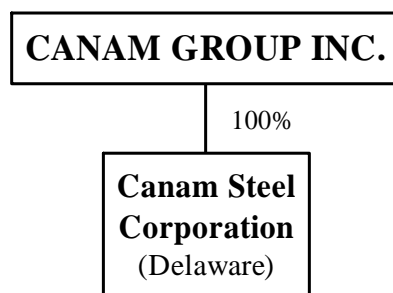 CANAM GROUP INC.
100%
Canam Steel
Corporation
(Delaware)